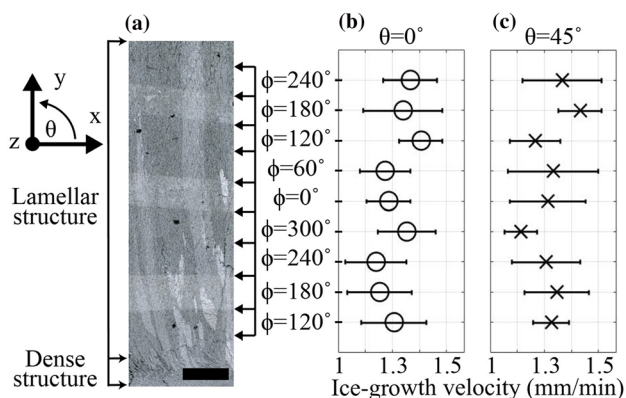 (a)
(b)
(c)
θ=0°
θ=45°
y
x
θ
z
Lamellar
structure
Dense
structure
ϕ=240°
ϕ=180°
ϕ=120°
ϕ=60°
ϕ=0°
ϕ=300°
ϕ=240°
ϕ=180°
ϕ=120°
1 1.3 1.5
1 1.3 1.5
Ice-growth velocity (mm/min)